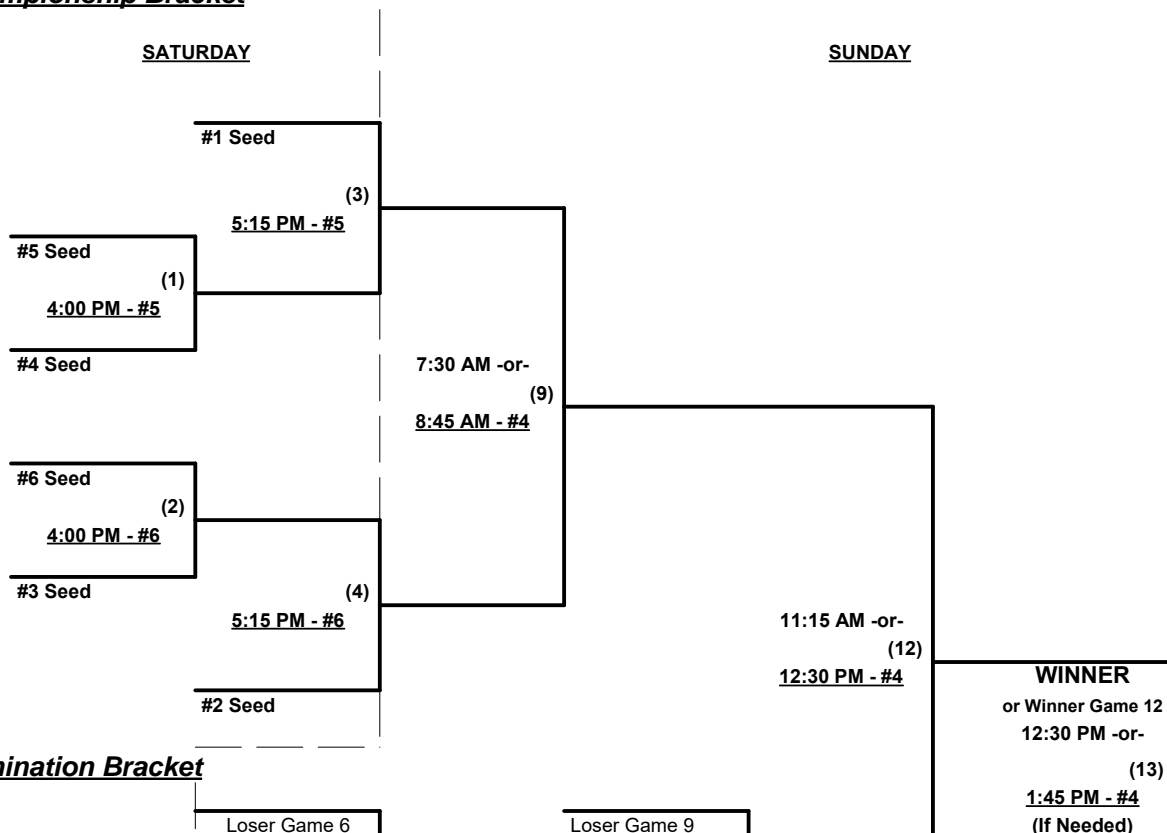 SATURDAY
SUNDAY
#1 Seed
(3)
5:15 PM - #5
#5 Seed
(1)
4:00 PM - #5
#4 Seed
7:30 AM -or-
(9)
8:45 AM - #4
#6 Seed
(2)
4:00 PM - #6
#3 Seed
(4)
5:15 PM - #6
11:15 AM -or-
(12)
12:30 PM - #4
#2 Seed
WINNER
or Winner Game 12
12:30 PM -or-
(13)
1:45 PM - #4
(If Needed)
Bracket
Loser Game 6
Loser Game 9